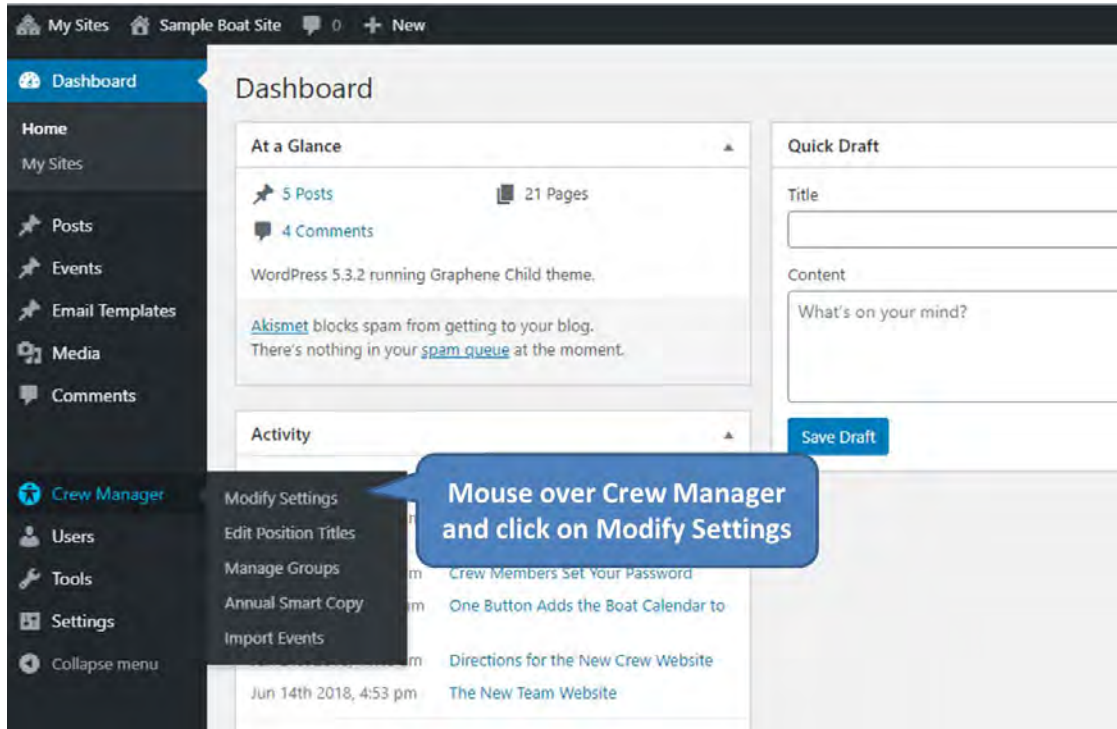 My Sites Sample Boat Site 0 + New
Dashboard
Home
My Sites
Posts
Events
Email Templates
Media
Comments
Crew Manager
Users
Tools
Settings
Collapse menu
Modify Settings
Edit Position Titles
Manage Groups
Annual Smart Copy
Import Events
Dashboard
At a Glance
5 Posts 21 Pages
4 Comments
WordPress 5.3.2 running Graphene Child theme.
Akismet blocks spam from getting to your blog.
There's nothing in your spam queue at the moment.
Activity
Mouse over Crew Manager
and click on Modify Settings
Crew Members Set Your Password
One Button Adds the Boat Calendar to
Directions for the New Crew Website
Jun 14th 2018, 4:53 pm The New Team Website
Quick Draft
Title
Content
What's on your mind?
Save Draft